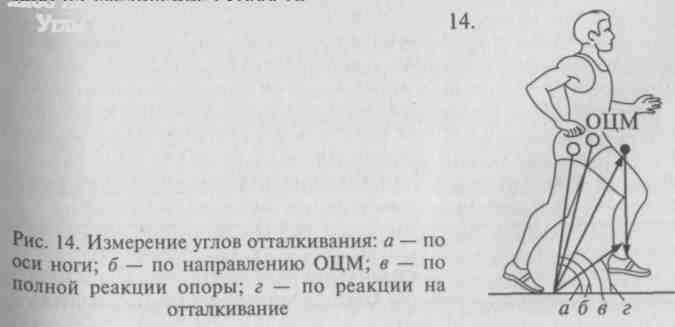 Углы
14.
ОЦМ
Рис. 14. Измерение углов отталкивания: а — по
оси ноги; б — по направлению ОЦМ; в — по
полной реакции опоры; г — по реакции на
отталкивание
а б в г